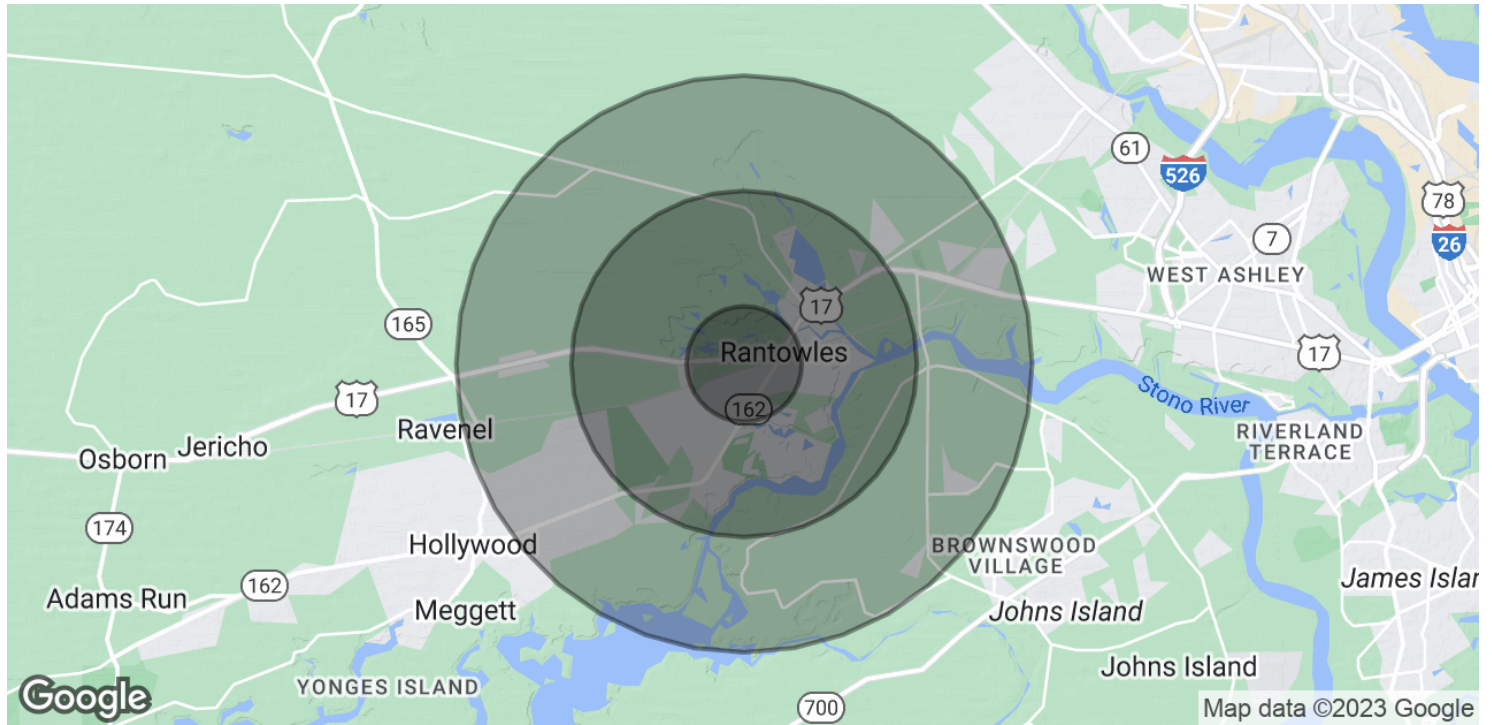 61
526
78
7
26
WEST ASHLEY
17
165
Rantowles
17
17
Stono River
162
Ravenel
RIVERLAND
TERRACE
Jericho
Osborn
174
Hollywood
BROWNSWOOD
VILLAGE
162
Adams Run
James Islan
Meggett
Johns Island
Johns Island
YONGES ISLAND
700
Google
Map data ©2023 Google